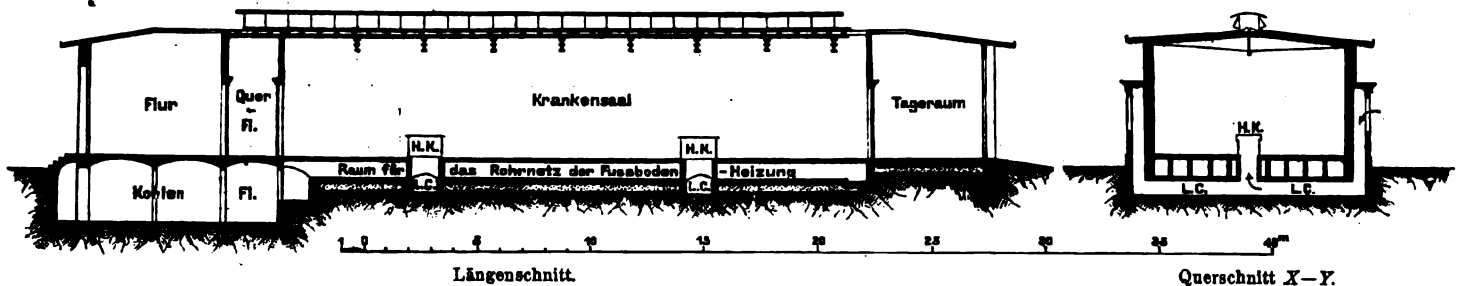 Flur
Quer
-
Fl.
Krankensaal
Tageraum
H.K.
H.K.
H.K.
Raum für das Rohrnetz der Fussboden-Heizung
L.C.
L.C.
L.C.
L.C.
Kohlen
Fl.
1 0 5 10 15 20 25 30 35 40m
Längenschnitt.
Querschnitt X—Y.